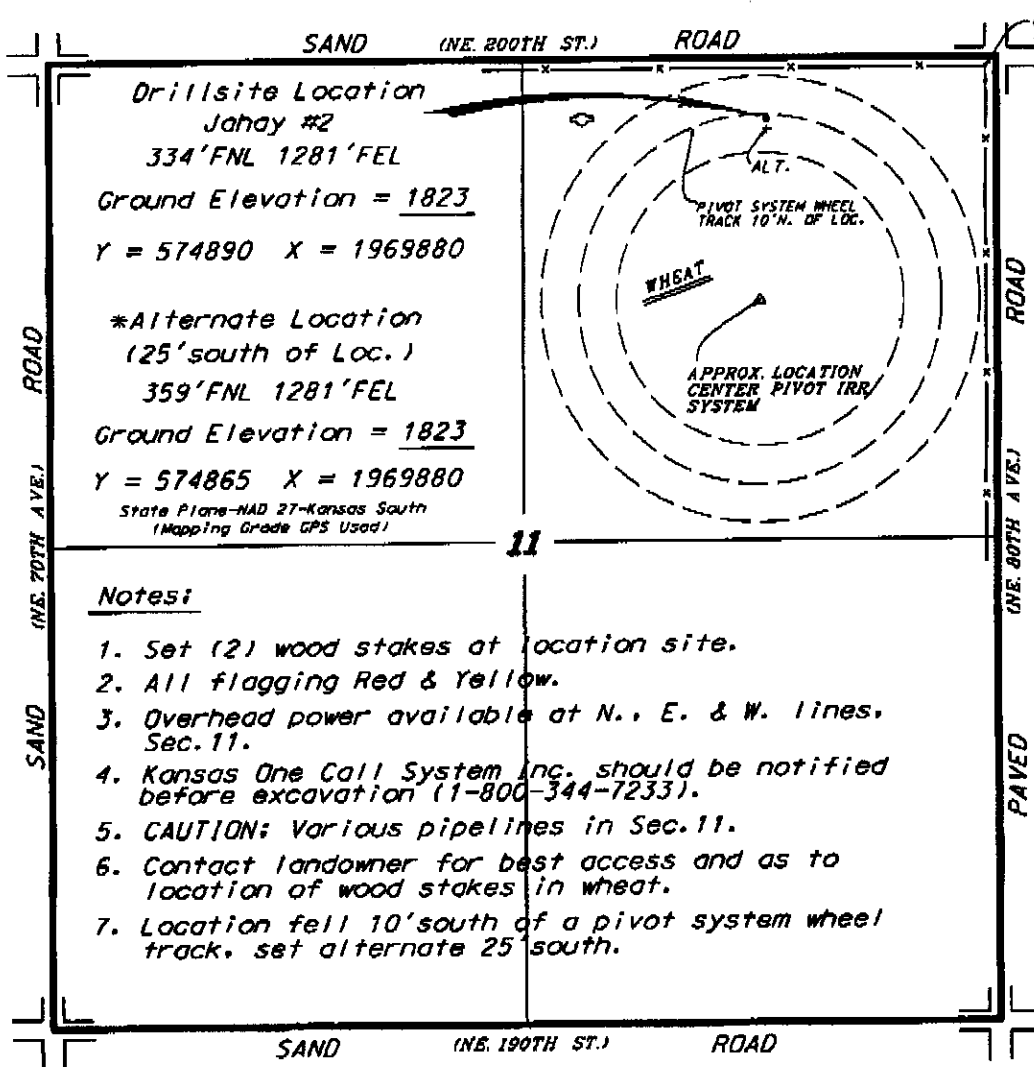 SAND (NE. 200TH ST.) ROAD
Drillsite Location
Jahay #2
334'FNL 1281'FEL
Ground Elevation = 1823
Y = 574890 X = 1969880
*Alternate Location
(25'south of Loc.)
359'FNL 1281'FEL
Ground Elevation = 1823
Y = 574865 X = 1969880
State Plane-NAD 27-Kansas South
(Mapping Grade GPS Used)
ALT.
PIVOT SYSTEM WHEEL
TRACK 10'N. OF LOC.
WHEAT
APPROX. LOCATION
CENTER PIVOT IRR.
SYSTEM
11
SAND (NE. 70TH AVE.) ROAD
PAVED (NE. 80TH AVE.) ROAD
Notes:
1. Set (2) wood stakes at location site.
2. All flagging Red & Yellow.
3. Overhead power available at N., E. & W. lines,
Sec. 11.
4. Kansas One Call System Inc. should be notified
before excavation (1-800-344-7233).
5. CAUTION: Various pipelines in Sec. 11.
6. Contact landowner for best access and as to
location of wood stakes in wheat.
7. Location fell 10'south of a pivot system wheel
track, set alternate 25'south.
SAND (NE. 190TH ST.) ROAD